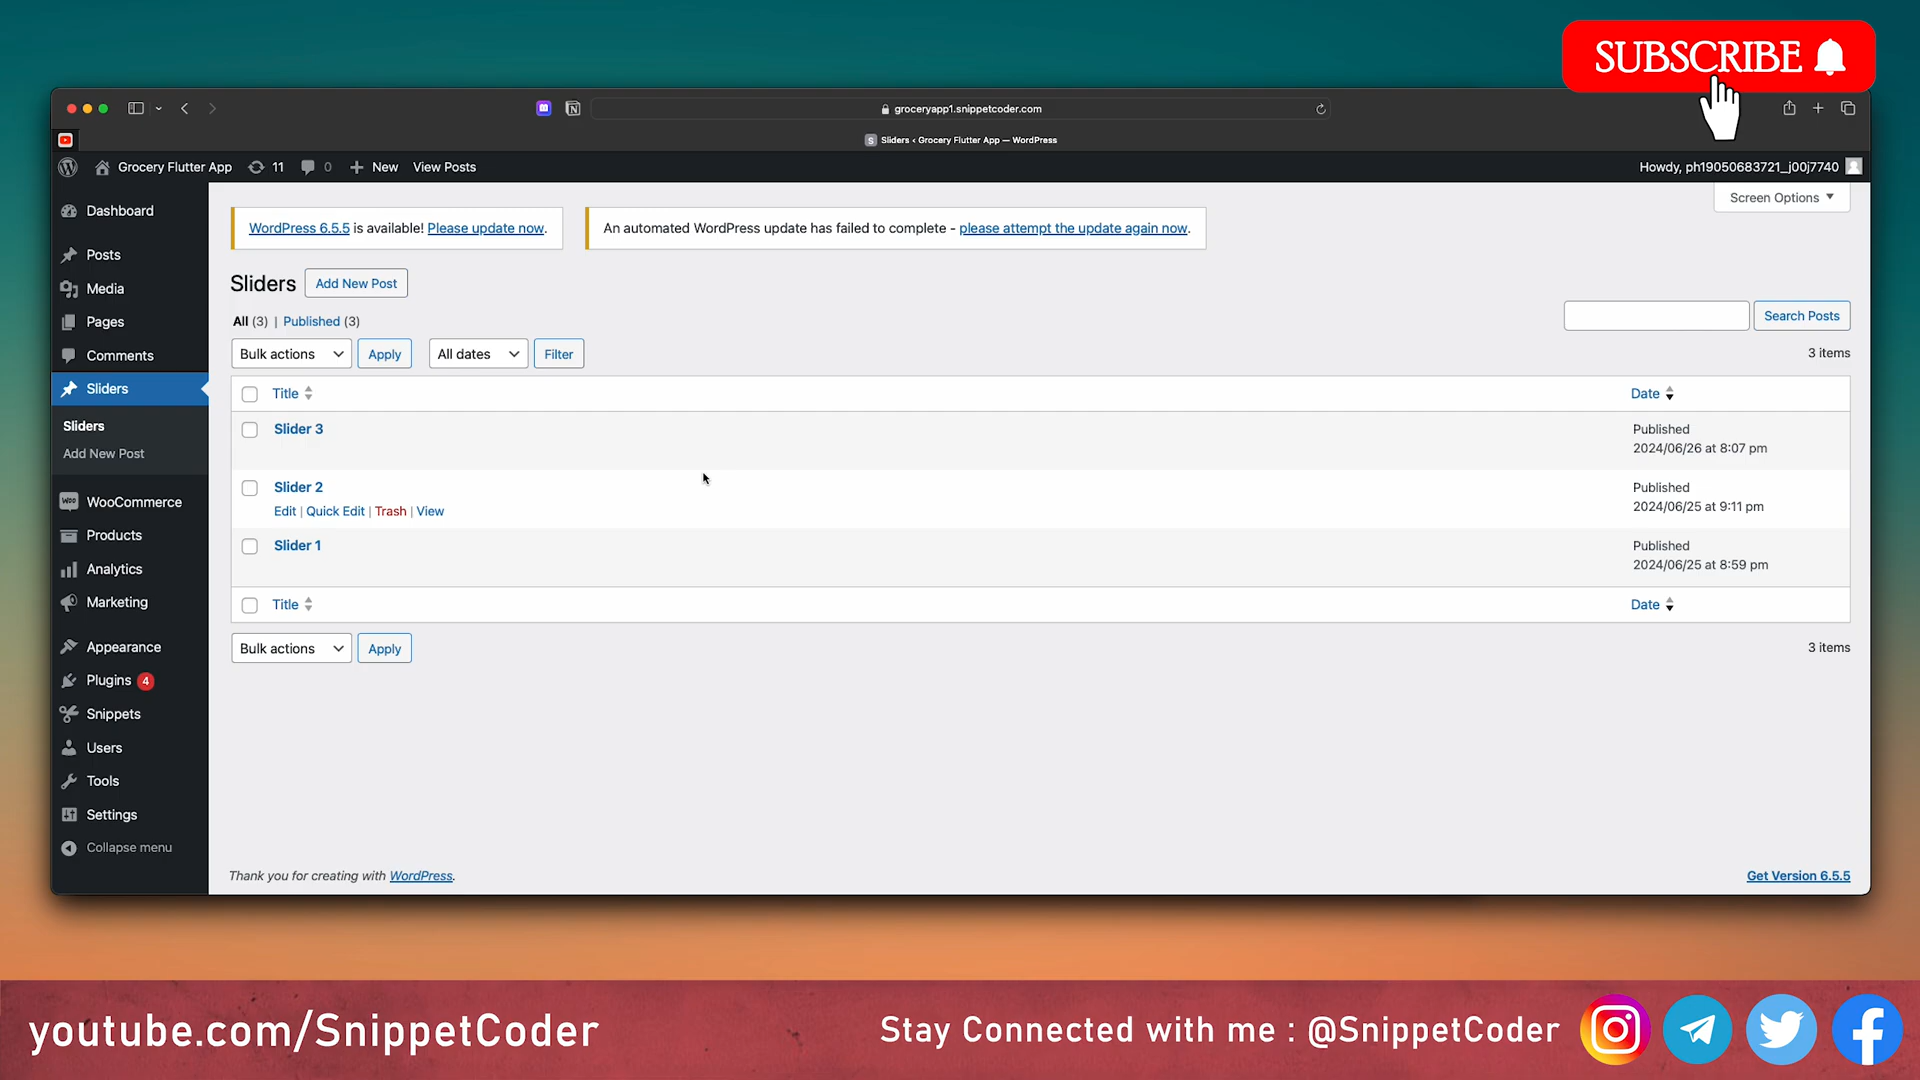 SUBSCRIBE
groceryapp1.snippetcoder.com
S Sliders < Grocery Flutter App — WordPress
Grocery Flutter App 11 0 New View Posts
Howdy, ph19050683721_j00j7740
Screen Options
Dashboard
Posts
Media
Pages
Comments
Sliders
Sliders
Add New Post
WooCommerce
Products
Analytics
Marketing
Appearance
Plugins 4
Snippets
Users
Tools
Settings
Collapse menu
WordPress 6.5.5 is available! Please update now.
An automated WordPress update has failed to complete - please attempt the update again now.
Sliders Add New Post
All (3) | Published (3)
Search Posts
Bulk actions Apply All dates Filter
3 items
Title Date
Slider 3
Published
2024/06/26 at 8:07 pm
Slider 2
Edit | Quick Edit | Trash | View
Published
2024/06/25 at 9:11 pm
Slider 1
Published
2024/06/25 at 8:59 pm
Title Date
Bulk actions Apply
3 items
Thank you for creating with WordPress.
Get Version 6.5.5
youtube.com/SnippetCoder
Stay Connected with me : @SnippetCoder